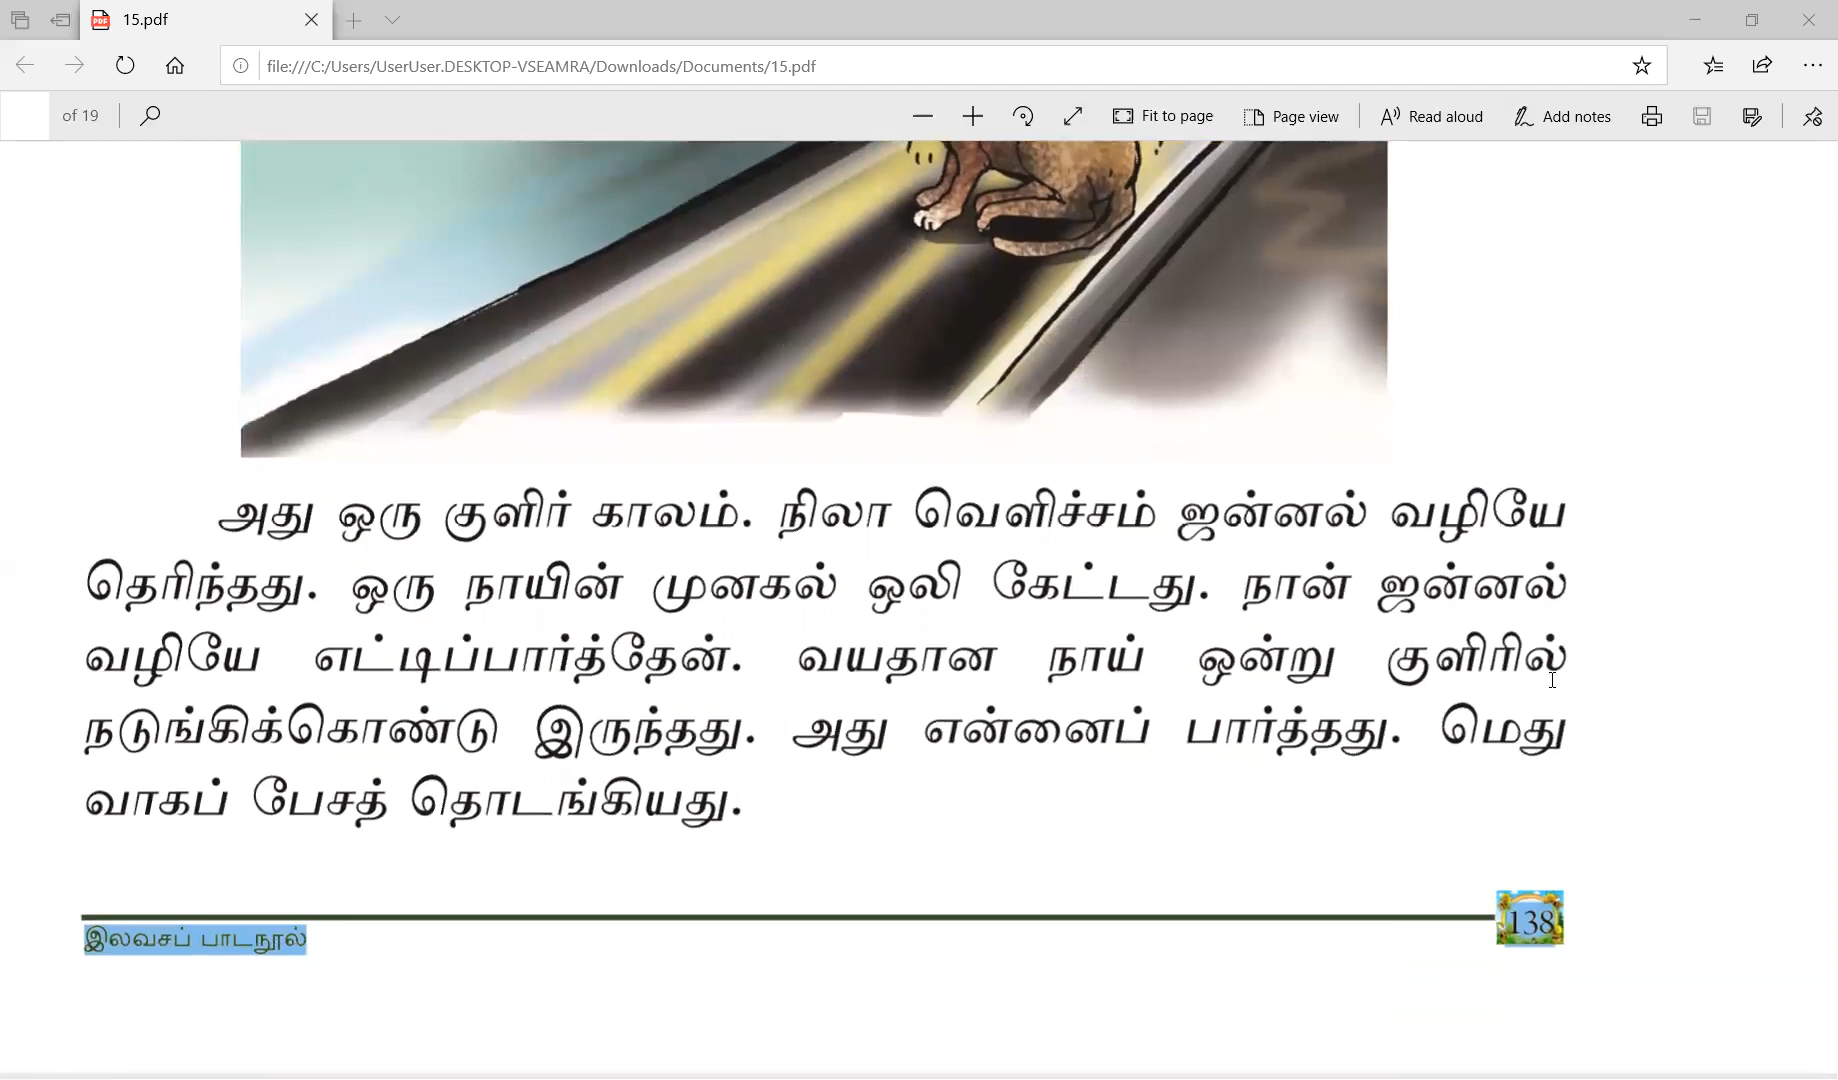 15.pdf
file:///C:/Users/UserUser.DESKTOP-VSEAMRA/Downloads/Documents/15.pdf
of 19
Fit to page
Page view
Read aloud
Add notes
அது ஒரு குளிர் காலம். நிலா வெளிச்சம் ஜன்னல் வழியே
தெரிந்தது. ஒரு நாயின் முனகல் ஒலி கேட்டது. நான் ஜன்னல்
வழியே எட்டிப்பார்த்தேன். வயதான நாய் ஒன்று குளிரில்
நடுங்கிக்கொண்டு இருந்தது. அது என்னைப் பார்த்தது. மெது
வாகப் பேசத் தொடங்கியது.
138
இலவசப் பாடநூல்